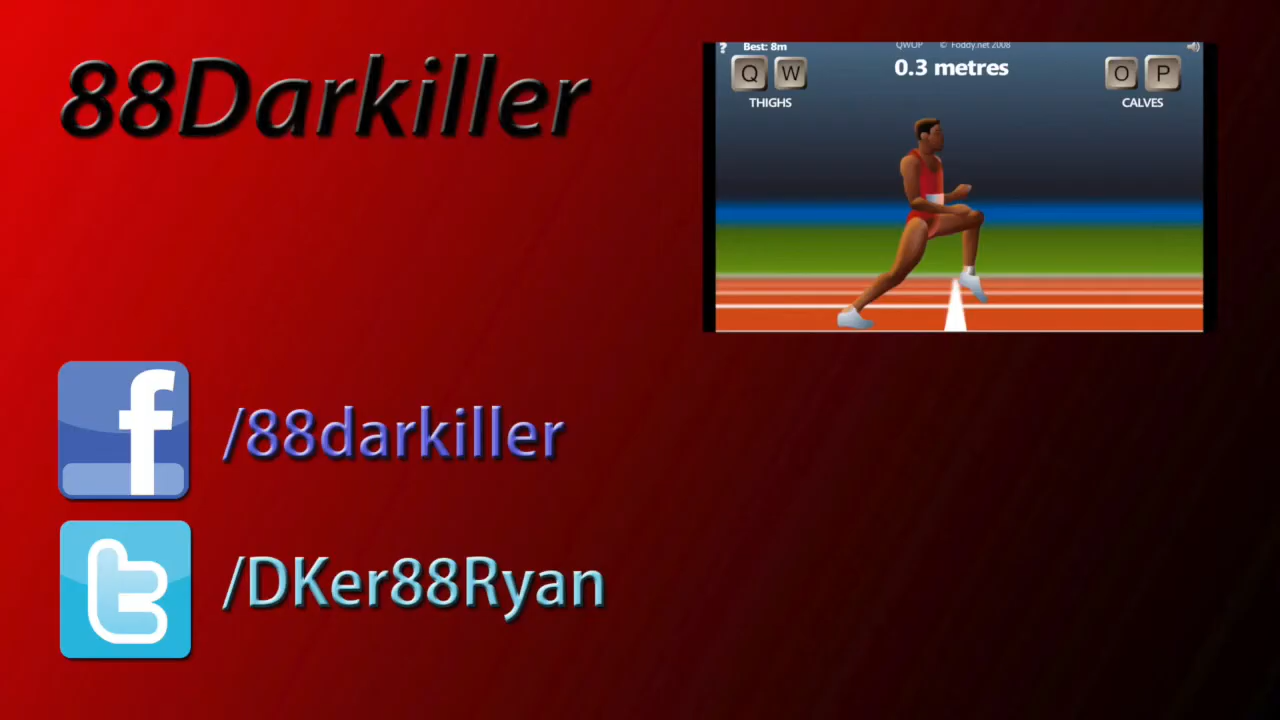 88Darkiller
? Best: 8m QWOP © Foddy.net 2008
Q W 0.3 metres O P
THIGHS CALVES
/88darkiller
/DKer88Ryan